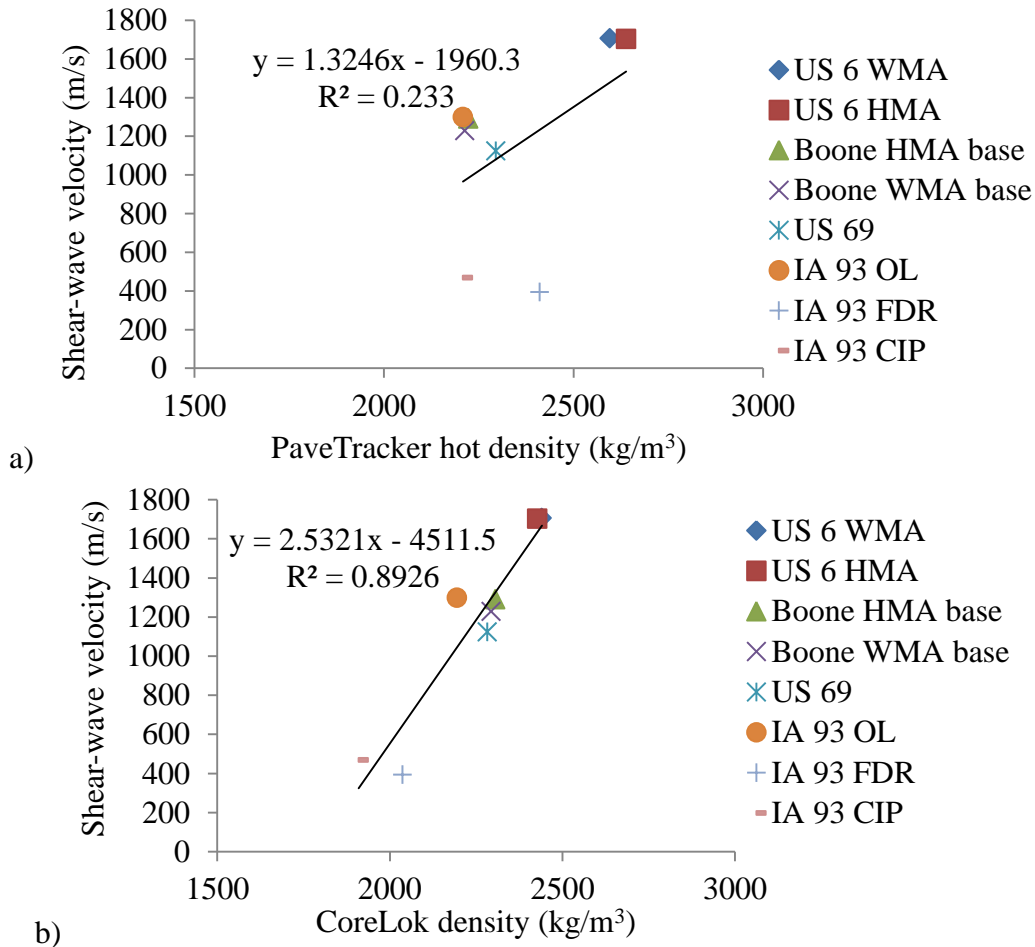 1800
1600
1400
1200
1000
800
600
400
200
0
Shear-wave velocity (m/s)
y = 1.3246x - 1960.3
R² = 0.233
US 6 WMA
US 6 HMA
Boone HMA base
Boone WMA base
US 69
IA 93 OL
IA 93 FDR
IA 93 CIP
1500 2000 2500 3000
PaveTracker hot density (kg/m³)
a)
1800
1600
1400
1200
1000
800
600
400
200
0
Shear-wave velocity (m/s)
y = 2.5321x - 4511.5
R² = 0.8926
US 6 WMA
US 6 HMA
Boone HMA base
Boone WMA base
US 69
IA 93 OL
IA 93 FDR
IA 93 CIP
1500 2000 2500 3000
CoreLok density (kg/m³)
b)